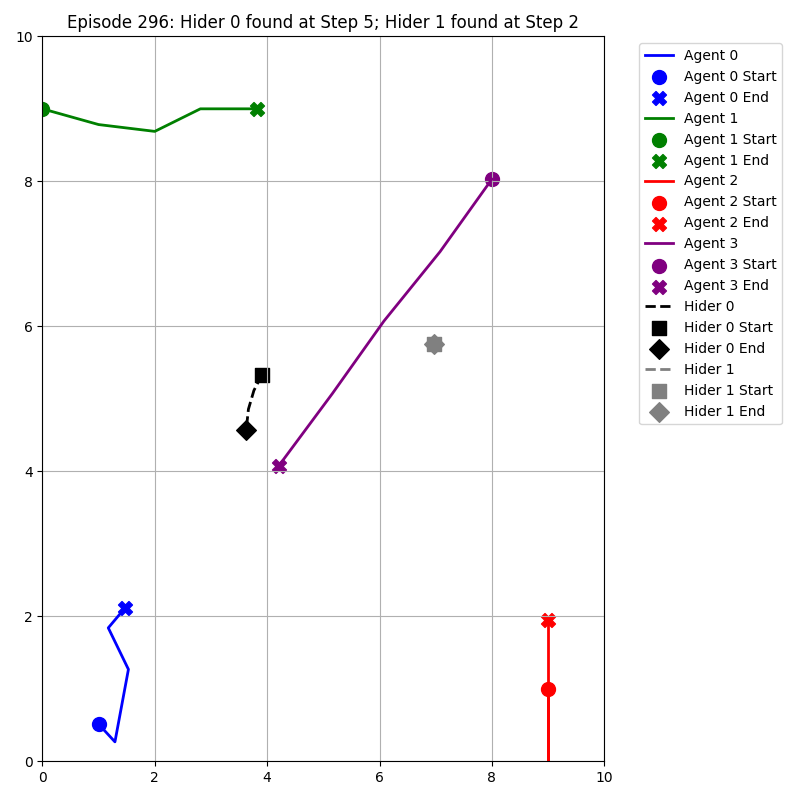 Episode 296: Hider 0 found at Step 5; Hider 1 found at Step 2
10
8
6
4
2
0
0 2 4 6 8 10
Agent 0
Agent 0 Start
Agent 0 End
Agent 1
Agent 1 Start
Agent 1 End
Agent 2
Agent 2 Start
Agent 2 End
Agent 3
Agent 3 Start
Agent 3 End
Hider 0
Hider 0 Start
Hider 0 End
Hider 1
Hider 1 Start
Hider 1 End